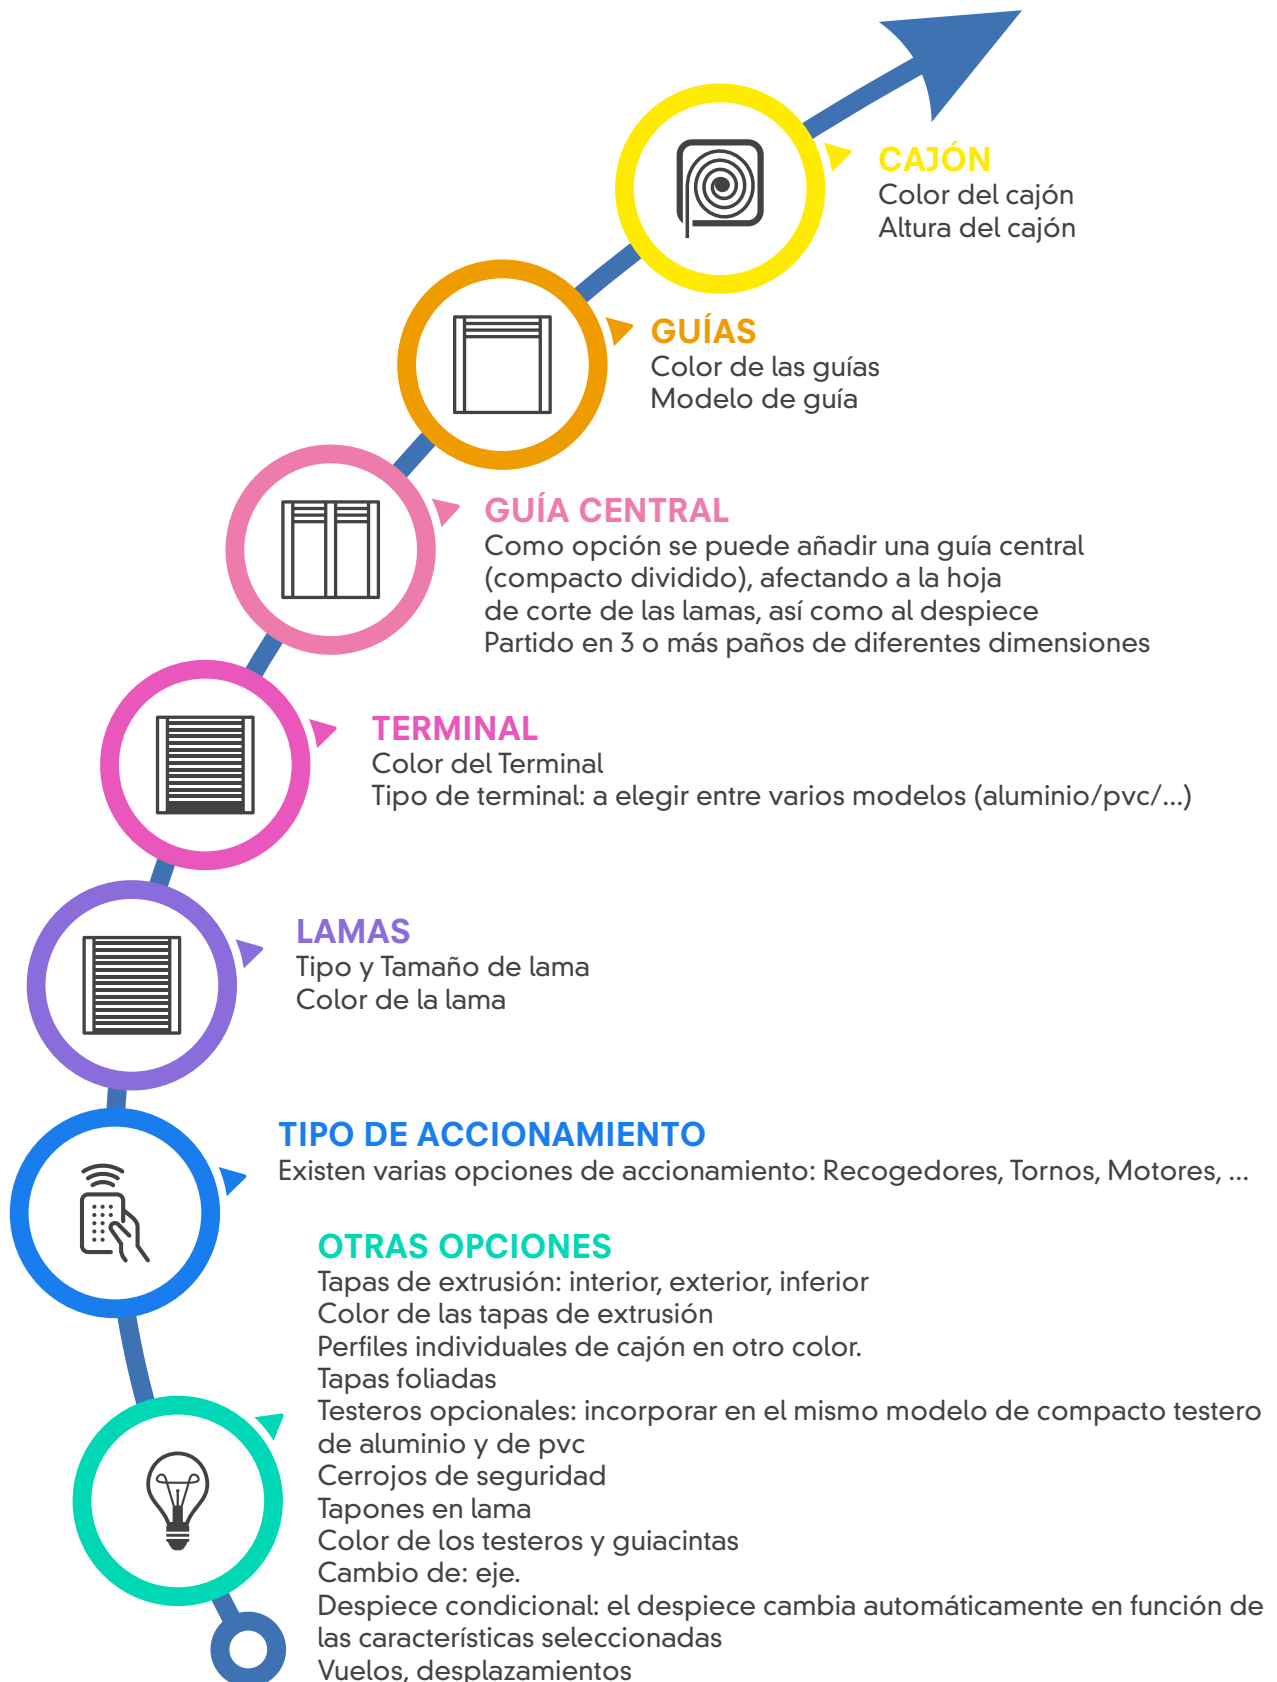 CAJÓN
Color del cajón
Altura del cajón
GUÍAS
Color de las guías
Modelo de guía
GUÍA CENTRAL
Como opción se puede añadir una guía central
(compacto dividido), afectando a la hoja
de corte de las lamas, así como al despiece
Partido en 3 o más paños de diferentes dimensiones
TERMINAL
Color del Terminal
Tipo de terminal: a elegir entre varios modelos (aluminio/pvc/...)
LAMAS
Tipo y Tamaño de lama
Color de la lama
TIPO DE ACCIONAMIENTO
Existen varias opciones de accionamiento: Recogedores, Tornos, Motores, ...
OTRAS OPCIONES
Tapas de extrusión: interior, exterior, inferior
Color de las tapas de extrusión
Perfiles individuales de cajón en otro color.
Tapas foliadas
Testeros opcionales: incorporar en el mismo modelo de compacto testero
de aluminio y de pvc
Cerrojos de seguridad
Tapones en lama
Color de los testeros y guiacintas
Cambio de: eje.
Despiece condicional: el despiece cambia automáticamente en función de
las características seleccionadas
Vuelos, desplazamientos